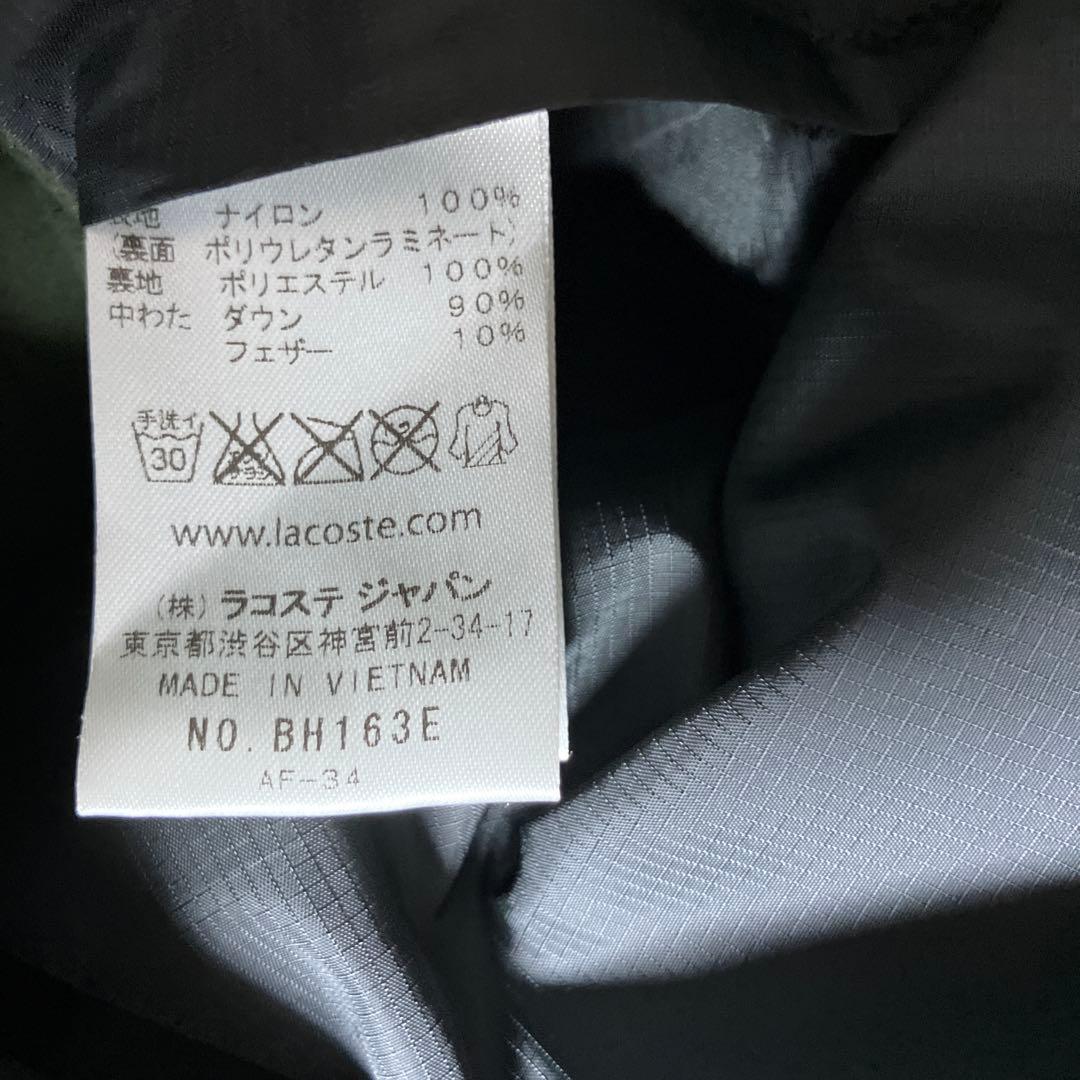 表地 ナイロン 100%
(裏面 ポリウレタンラミネート)
裏地 ポリエステル 100%
中わた ダウン 90%
フェザー 10%
手洗イ
30
www.lacoste.com
(株) ラコステ ジャパン
東京都渋谷区神宮前2-34-17
MADE IN VIETNAM
NO. BH163E
AF-34